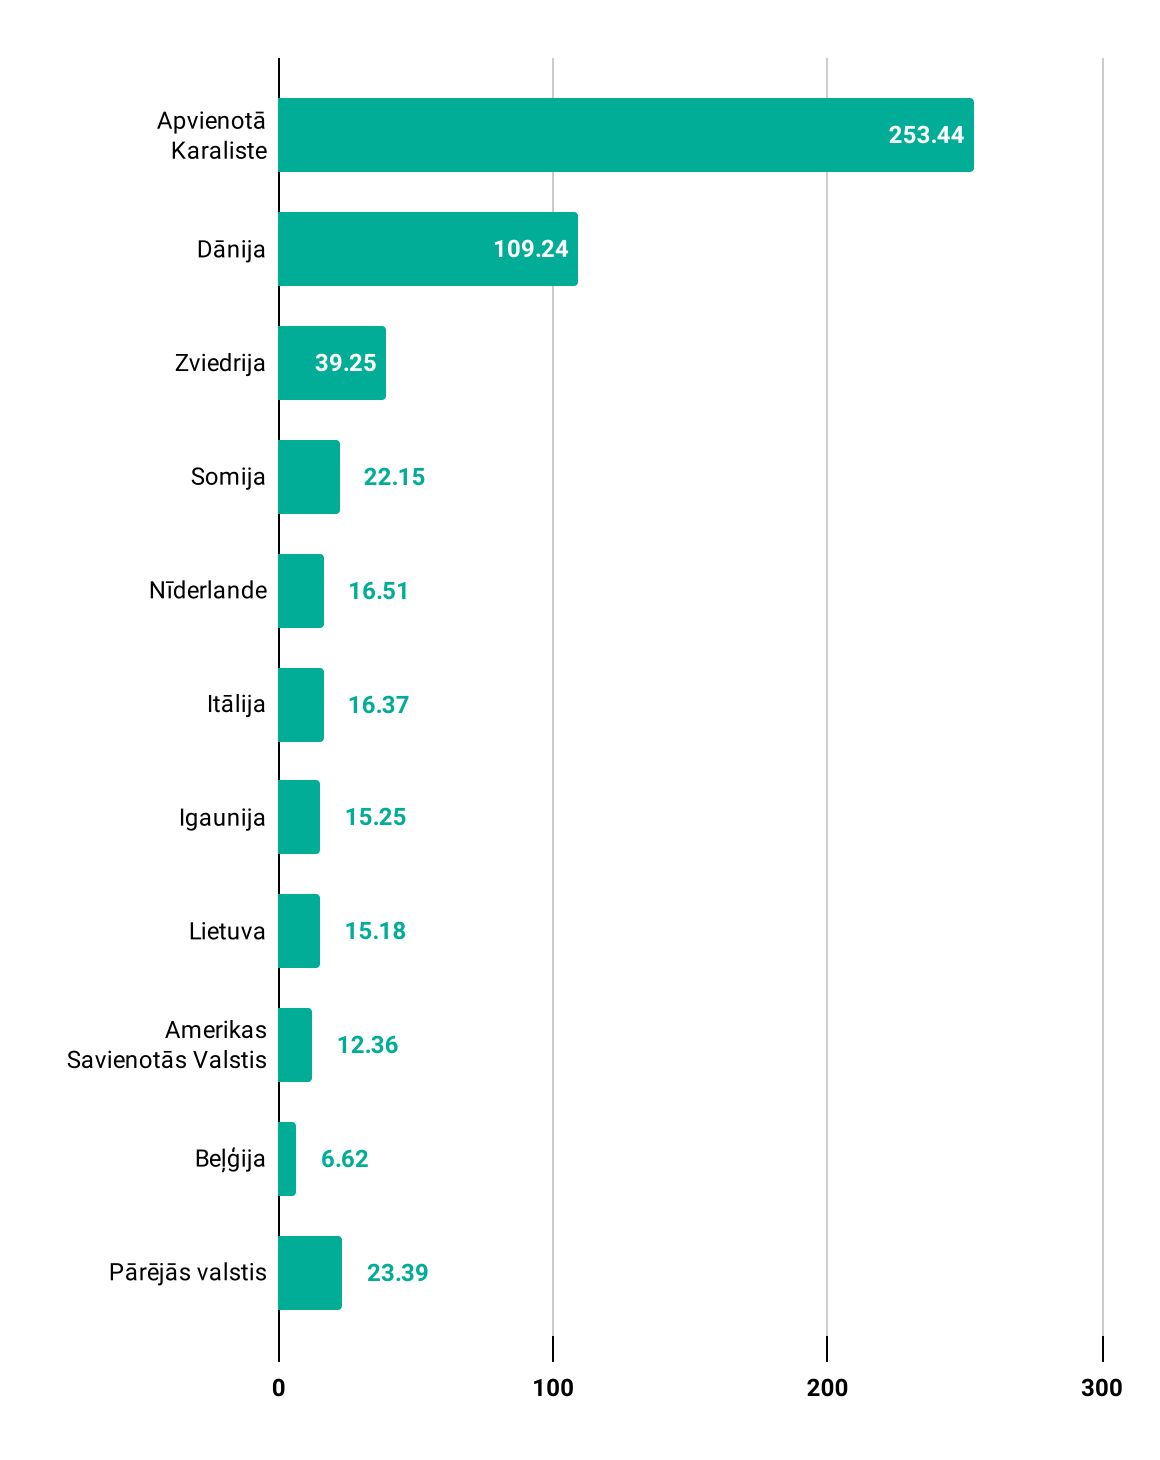 Apvienotā
Karaliste
253.44
Dānija
109.24
Zviedrija
39.25
Somija
22.15
Nīderlande
16.51
Itālija
16.37
Igaunija
15.25
Lietuva
15.18
Amerikas
Savienotās Valstis
12.36
Beļģija
6.62
Pārējās valstis
23.39
0 100 200 300